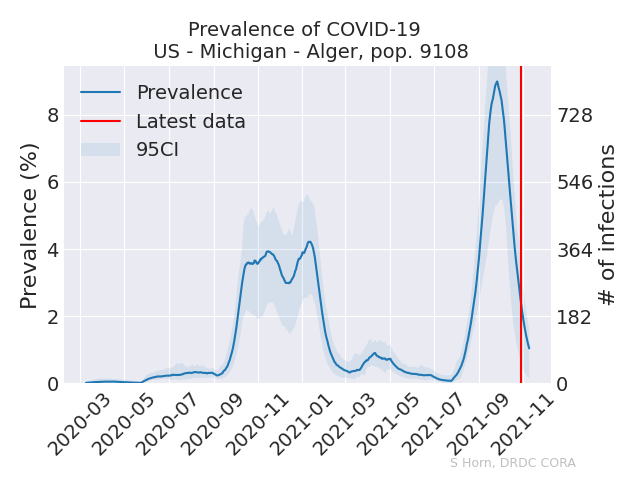 Prevalence of COVID-19
US - Michigan - Alger, pop. 9108
Prevalence
Latest data
95CI
Prevalence (%)
8
6
4
2
0
# of infections
728
546
364
182
0
2020-03
2020-05
2020-07
2020-09
2020-11
2021-01
2021-03
2021-05
2021-07
2021-09
2021-11
S Horn, DRDC CORA